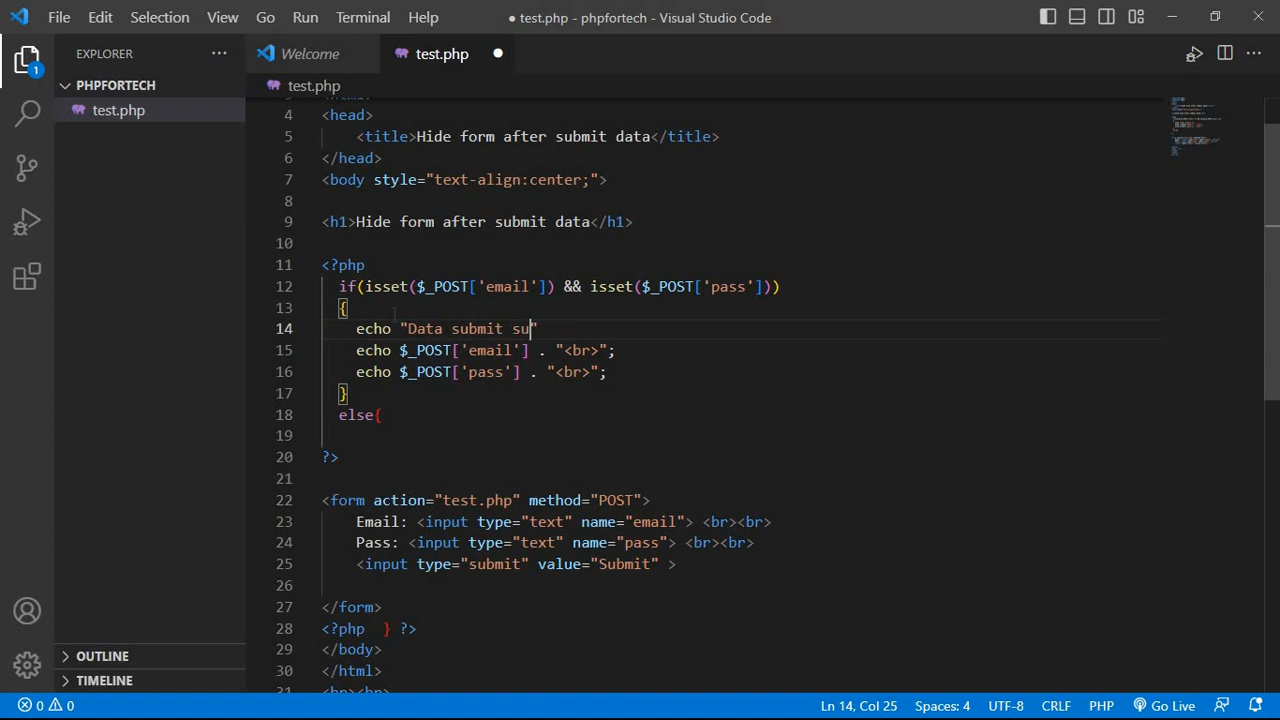 File Edit Selection View Go Run Terminal Help ● test.php - phpfortech - Visual Studio Code
EXPLORER ··· Welcome test.php ●
1
PHPFORTECH test.php
test.php
4 <head>
5 <title>Hide form after submit data</title>
6 </head>
7 <body style="text-align:center;">
8
9 <h1>Hide form after submit data</h1>
10
11 <?php
12 if(isset($_POST['email']) && isset($_POST['pass']))
13 {
14 echo "Data submit su"
15 echo $_POST['email'] . "<br>";
16 echo $_POST['pass'] . "<br>";
17 }
18 else{
19
20 ?>
21
22 <form action="test.php" method="POST">
23 Email: <input type="text" name="email"> <br><br>
24 Pass: <input type="text" name="pass"> <br><br>
25 <input type="submit" value="Submit" >
26
27 </form>
28 <?php } ?>
29 </body>
30 </html>
31 <br><br>
OUTLINE
TIMELINE
0 0 Ln 14, Col 25 Spaces: 4 UTF-8 CRLF PHP Go Live